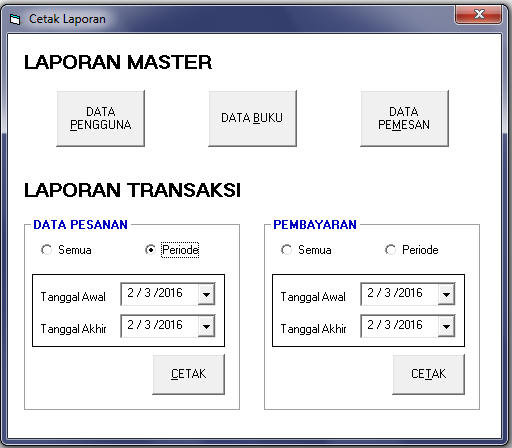 Cetak Laporan
LAPORAN MASTER
DATA
PENGGUNA
DATA BUKU
DATA
PEMESAN
LAPORAN TRANSAKSI
DATA PESANAN
Semua
Periode
Tanggal Awal
2 / 3 /2016
Tanggal Akhir
2 / 3 /2016
CETAK
PEMBAYARAN
Semua
Periode
Tanggal Awal
2 / 3 /2016
Tanggal Akhir
2 / 3 /2016
CETAK